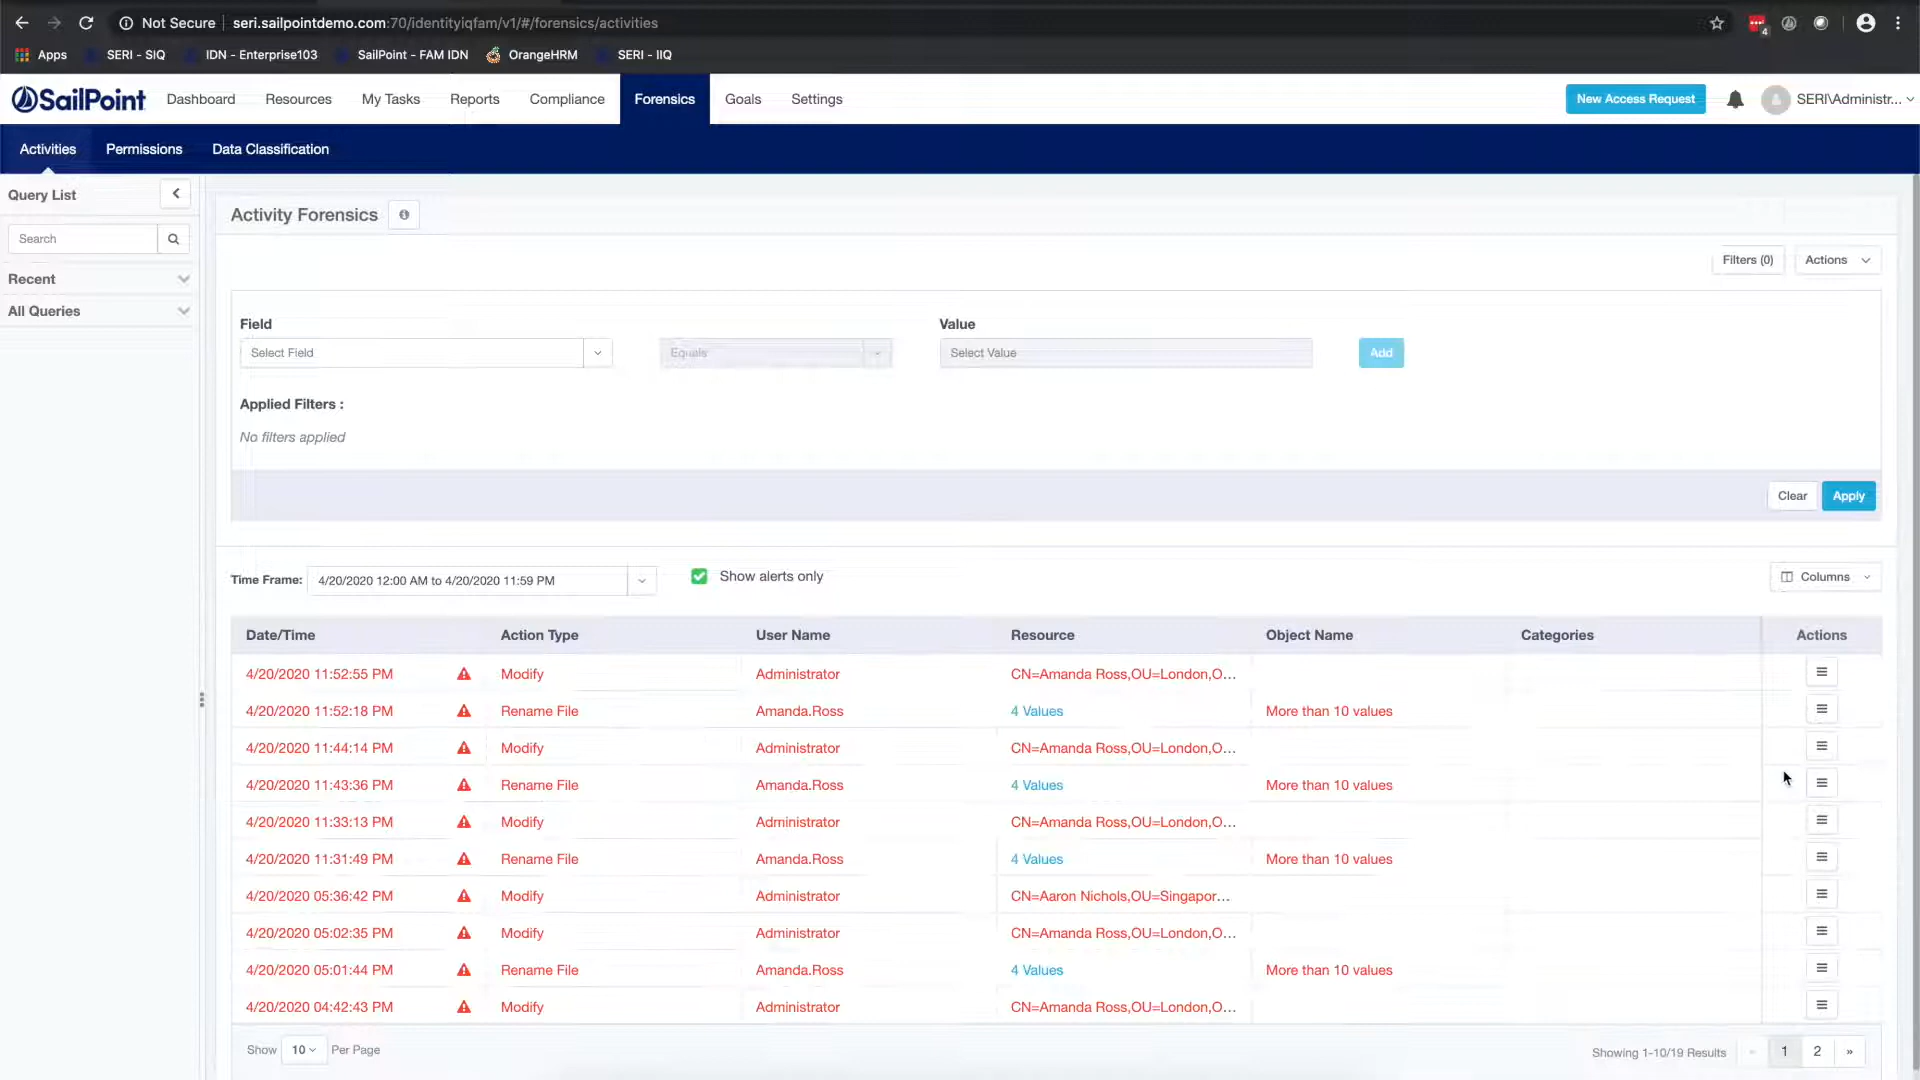 Not Secure seri.sailpointdemo.com:70/identityiqfam/v1/#/forensics/activities
4
Apps SERI - SIQ IDN - Enterprise103 SailPoint - FAM IDN OrangeHRM SERI - IIQ
SailPoint Dashboard Resources My Tasks Reports Compliance Forensics Goals Settings New Access Request SERI\Administr...
Activities Permissions Data Classification
Query List
Activity Forensics
Search
Filters (0) Actions
Recent
All Queries
Field Value
Select Field Equals Select Value Add
Applied Filters :
No filters applied
Clear Apply
Time Frame: 4/20/2020 12:00 AM to 4/20/2020 11:59 PM Show alerts only Columns
Date/Time Action Type User Name Resource Object Name Categories Actions
4/20/2020 11:52:55 PM Modify Administrator CN=Amanda Ross,OU=London,O...
4/20/2020 11:52:18 PM Rename File Amanda.Ross 4 Values More than 10 values
4/20/2020 11:44:14 PM Modify Administrator CN=Amanda Ross,OU=London,O...
4/20/2020 11:43:36 PM Rename File Amanda.Ross 4 Values More than 10 values
4/20/2020 11:33:13 PM Modify Administrator CN=Amanda Ross,OU=London,O...
4/20/2020 11:31:49 PM Rename File Amanda.Ross 4 Values More than 10 values
4/20/2020 05:36:42 PM Modify Administrator CN=Aaron Nichols,OU=Singapor...
4/20/2020 05:02:35 PM Modify Administrator CN=Amanda Ross,OU=London,O...
4/20/2020 05:01:44 PM Rename File Amanda.Ross 4 Values More than 10 values
4/20/2020 04:42:43 PM Modify Administrator CN=Amanda Ross,OU=London,O...
Show 10 Per Page Showing 1-10/19 Results « 1 2 »